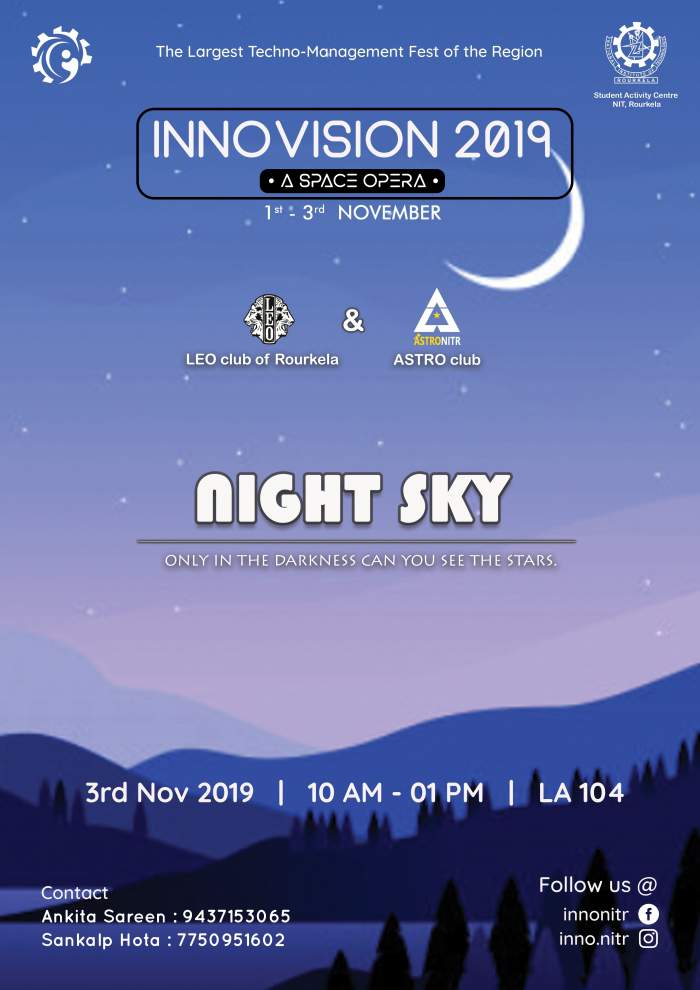 The Largest Techno-Management Fest of the Region
ROURKELA
Student Activity Centre
NIT, Rourkela
INNOVISION 2019
• A SPACE OPERA •
1st - 3rd NOVEMBER
LEO
&
ASTRONITR
LEO club of Rourkela
ASTRO club
NIGHT SKY
ONLY IN THE DARKNESS CAN YOU SEE THE STARS.
3rd Nov 2019 | 10 AM - 01 PM | LA 104
Contact
Ankita Sareen : 9437153065
Sankalp Hota : 7750951602
Follow us @
innonitr
inno.nitr